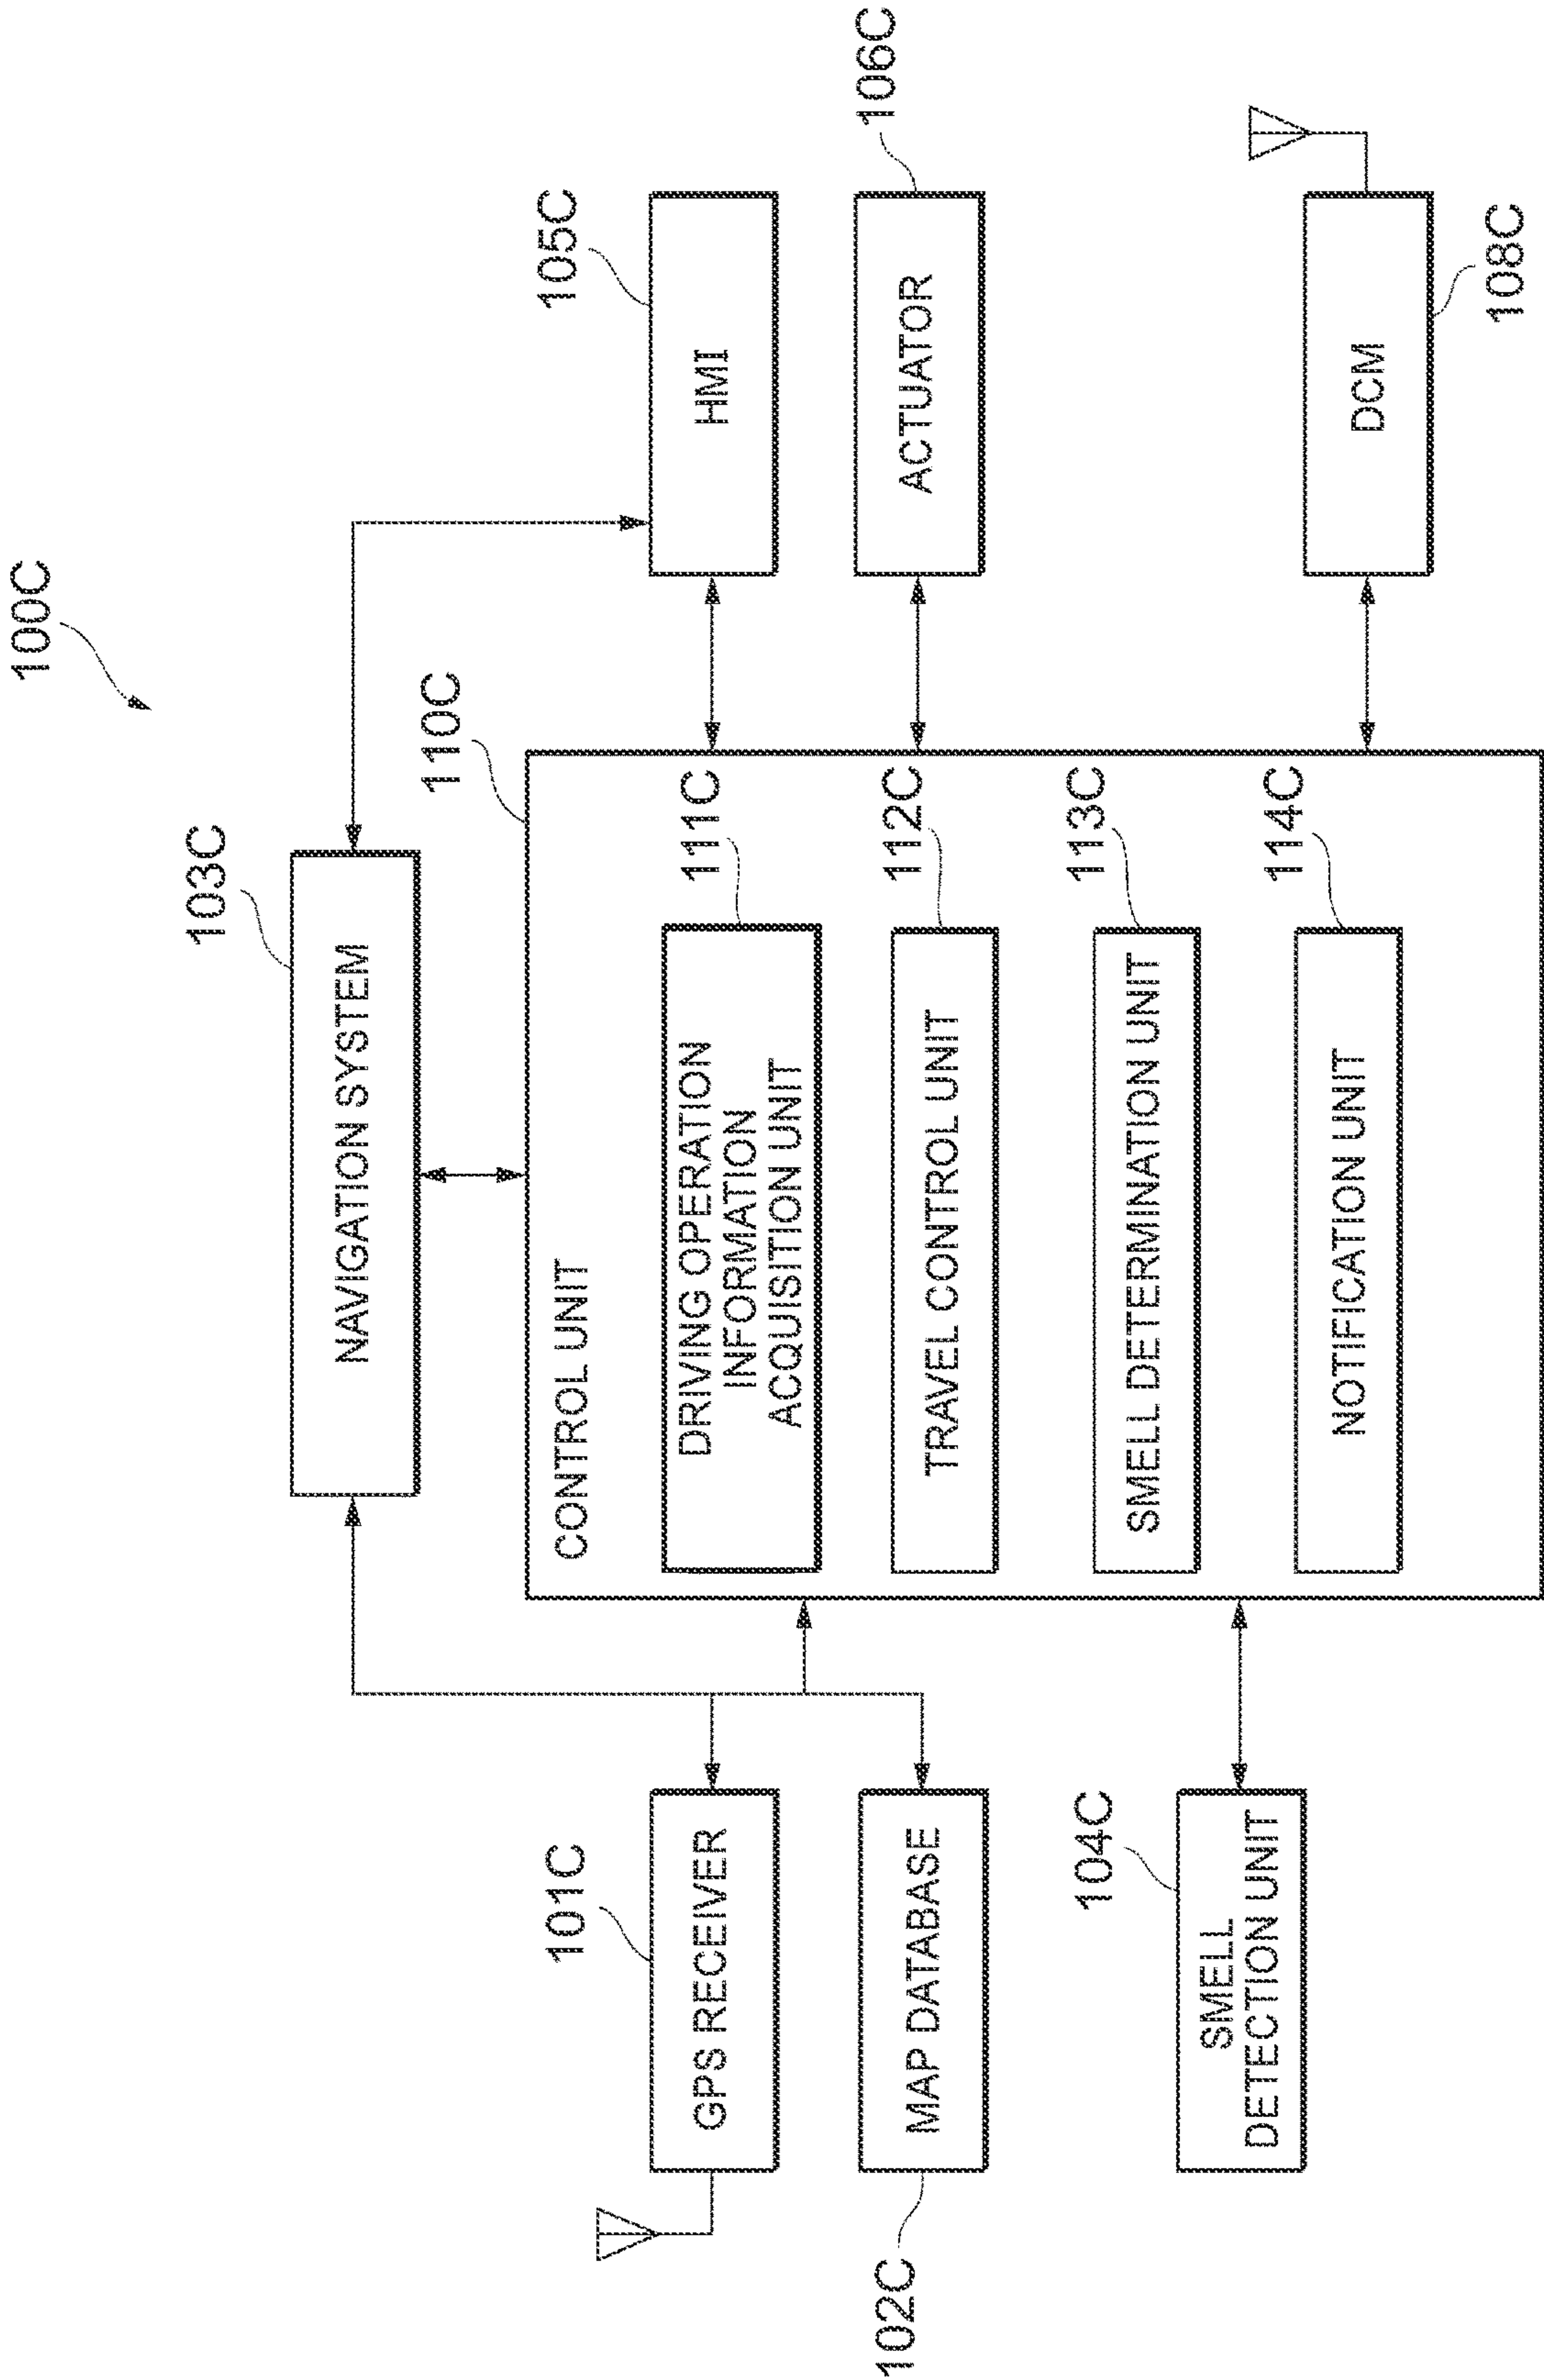 100C
103C
NAVIGATION SYSTEM
110C
CONTROL UNIT
111C
DRIVING OPERATION
INFORMATION
ACQUISITION UNIT
112C
TRAVEL CONTROL UNIT
113C
SMELL DETERMINATION UNIT
114C
NOTIFICATION UNIT
101C
GPS RECEIVER
MAP DATABASE
102C
104C
SMELL
DETECTION UNIT
105C
HMI
106C
ACTUATOR
DCM
108C